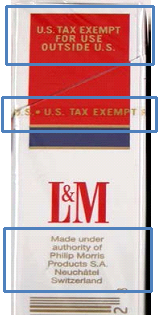 U.S. TAX EXEMPT
FOR USE
OUTSIDE U.S.
U.S. • U.S. TAX EXEMPT
L&M
Made under
authority of
Philip Morris
Products S.A.
Neuchâtel
Switzerland